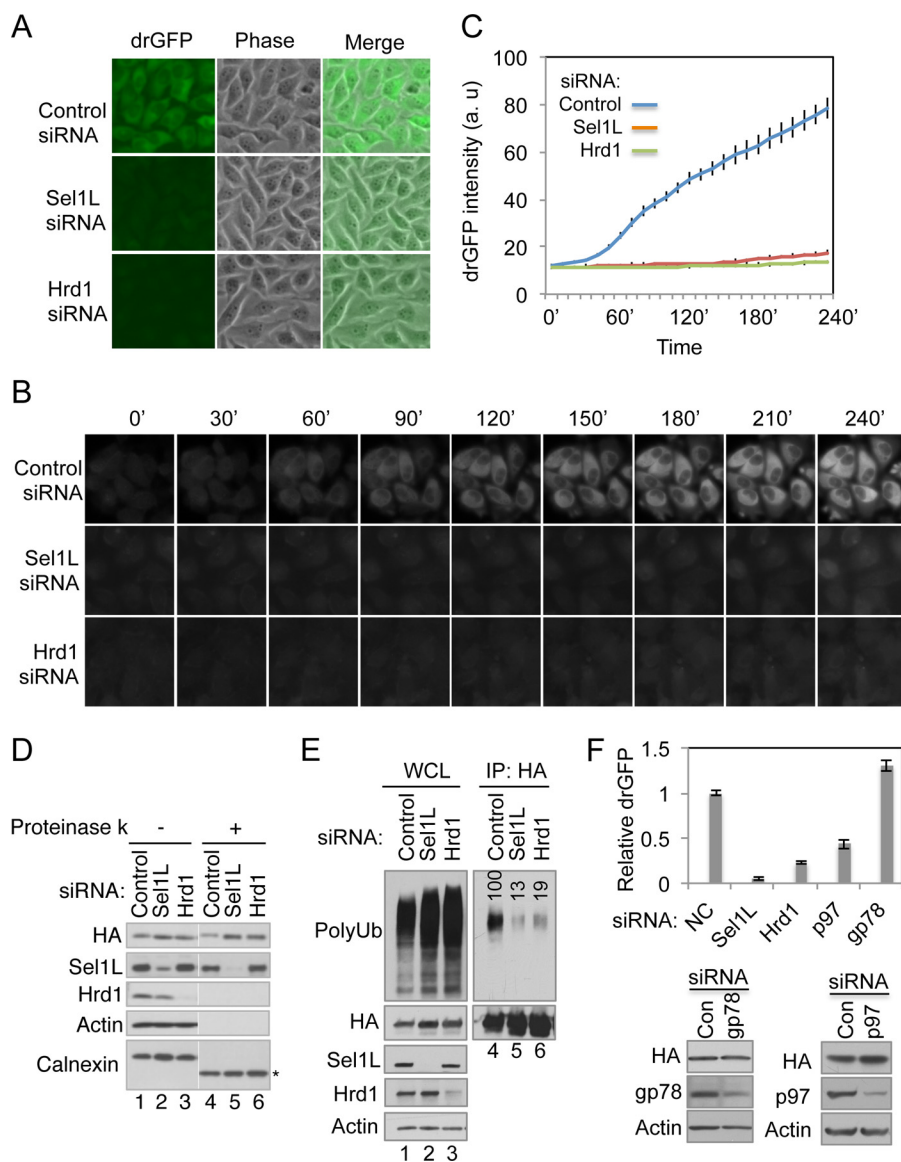 A
drGFP Phase Merge
Control
siRNA
Sel1L
siRNA
Hrd1
siRNA
C
drGFP intensity (a. u)
100
80
60
40
20
0
siRNA:
Control
Sel1L
Hrd1
0' 60' 120' 180' 240'
Time
B
0' 30' 60' 90' 120' 150' 180' 210' 240'
Control
siRNA
Sel1L
siRNA
Hrd1
siRNA
D
Proteinase k - +
siRNA: Control Sel1L Hrd1 Control Sel1L Hrd1
HA
Sel1L
Hrd1
Actin
Calnexin *
1 2 3 4 5 6
E
WCL IP: HA
siRNA: Control Sel1L Hrd1 Control Sel1L Hrd1
100 13 19
PolyUb
HA
4 5 6
Sel1L
Hrd1
Actin
1 2 3
F
Relative drGFP
1.5
1
0.5
0
siRNA: NC Sel1L Hrd1 p97 gp78
siRNA
Con gp78
HA
gp78
Actin
siRNA
Con p97
HA
p97
Actin